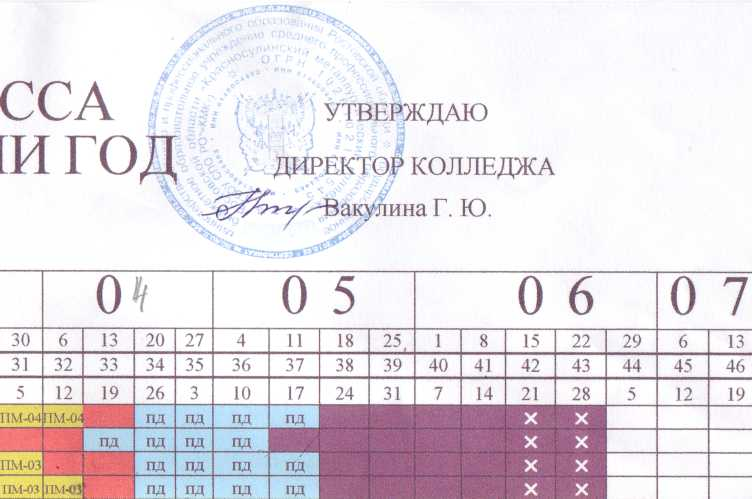 ССА
ИЙ ГОД
УТВЕРЖДАЮ
ДИРЕКТОР КОЛЛЕДЖА
Вакулина Г. Ю.
04 05 06 07
30 6 13 20 27 4 11 18 25 1 8 15 22 29 6 13
31 32 33 34 35 36 37 38 39 40 41 42 43 44 45 46
5 12 19 26 3 10 17 24 31 7 14 21 28 5 12 19
ПМ-04 ПМ-04 пд пд пд пд × ×
пд пд пд пд × ×
ПМ-03 пд пд пд пд × ×
ПМ-03 ПМ-03 пд пд пд пд × ×